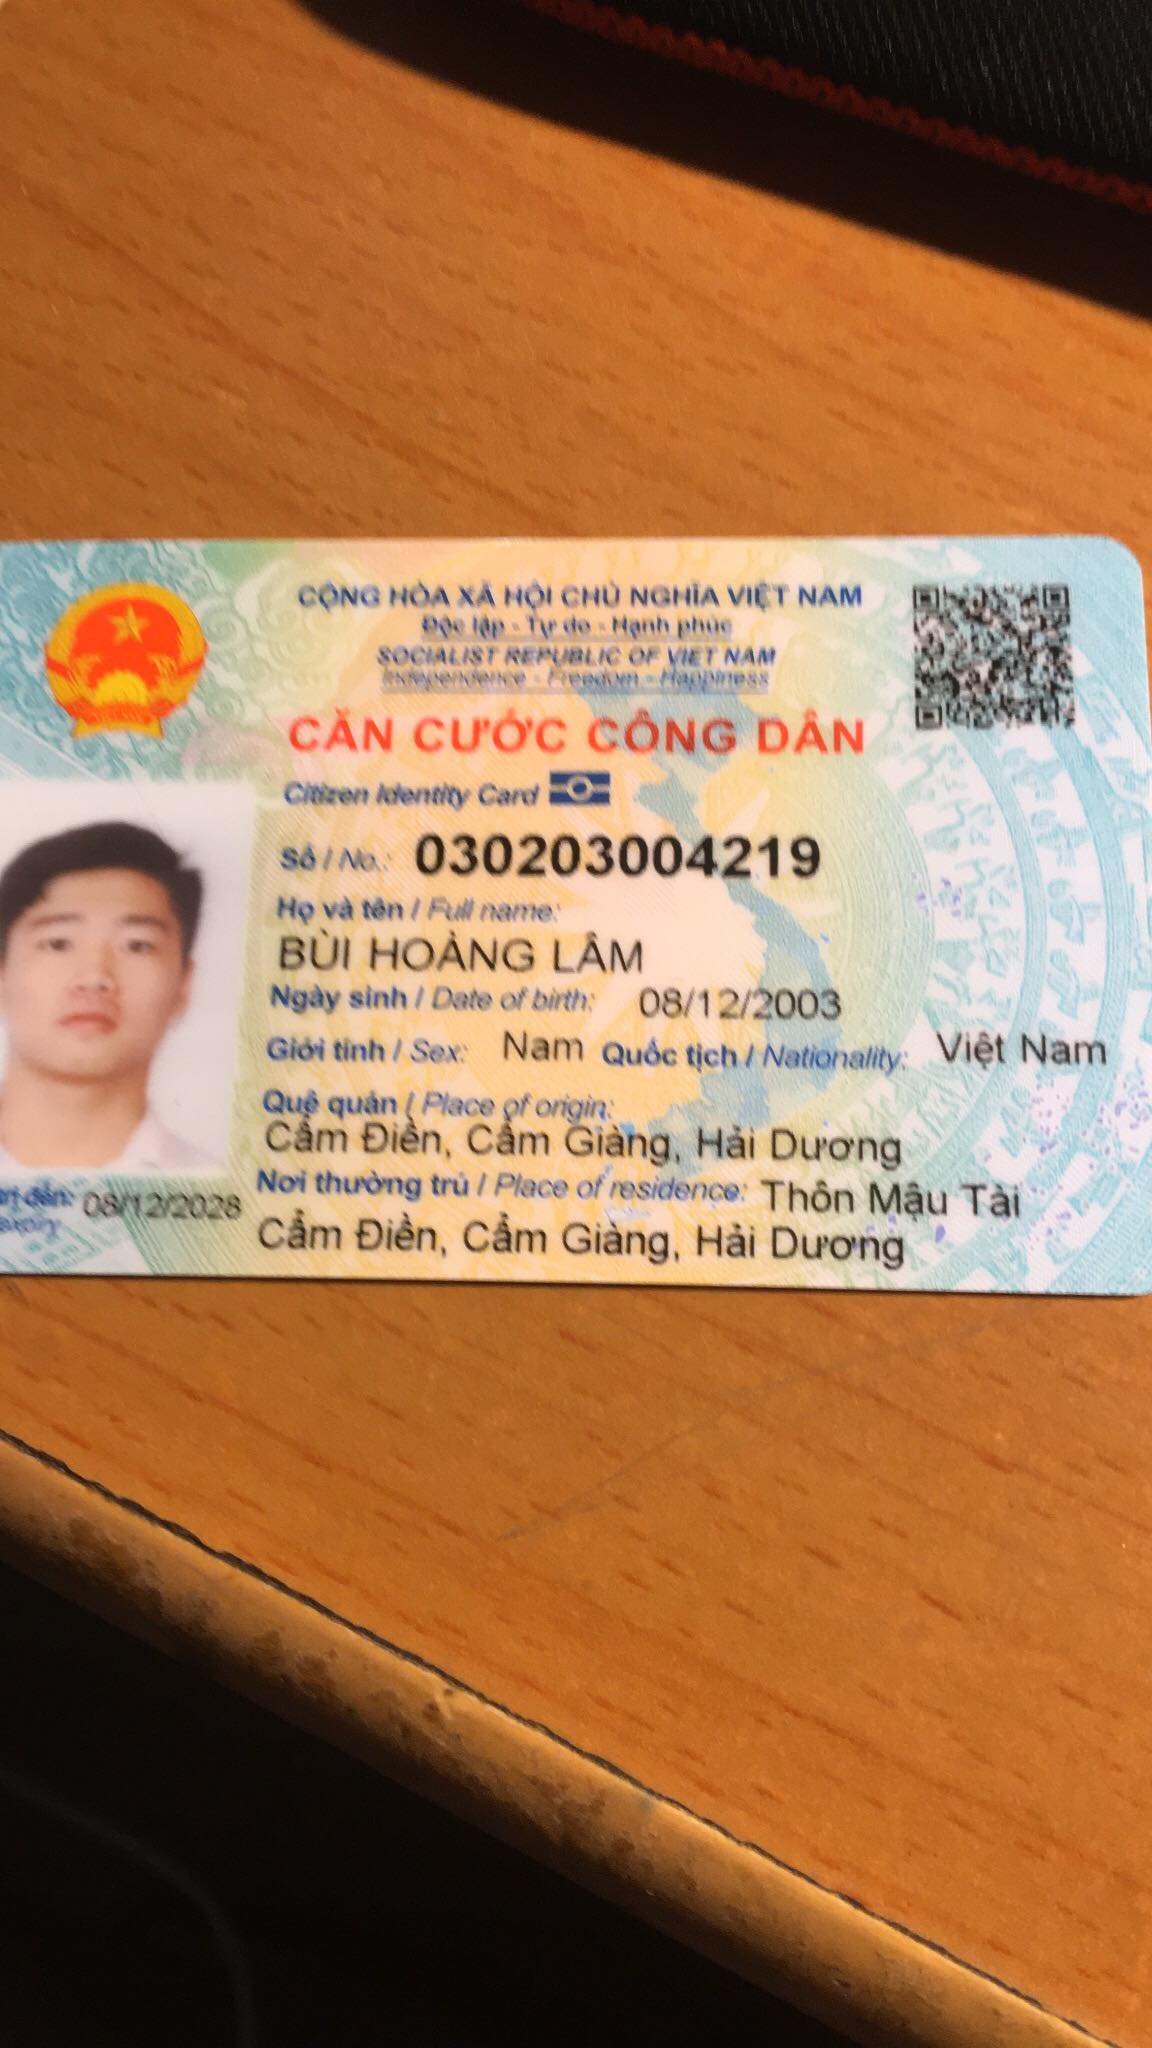 CỘNG HÒA XÃ HỘI CHỦ NGHĨA VIỆT NAM
Độc lập - Tự do - Hạnh phúc
SOCIALIST REPUBLIC OF VIET NAM
Independence - Freedom - Happiness
CĂN CƯỚC CÔNG DÂN
Citizen Identity Card
Số / No.: 030203004219
Họ và tên / Full name:
BÙI HOÀNG LÂM
Ngày sinh / Date of birth: 08/12/2003
Giới tính / Sex: Nam Quốc tịch / Nationality: Việt Nam
Quê quán / Place of origin:
Cẩm Điền, Cẩm Giàng, Hải Dương
Nơi thường trú / Place of residence: Thôn Mậu Tài
Cẩm Điền, Cẩm Giàng, Hải Dương
trị đến: 08/12/2028
expiry